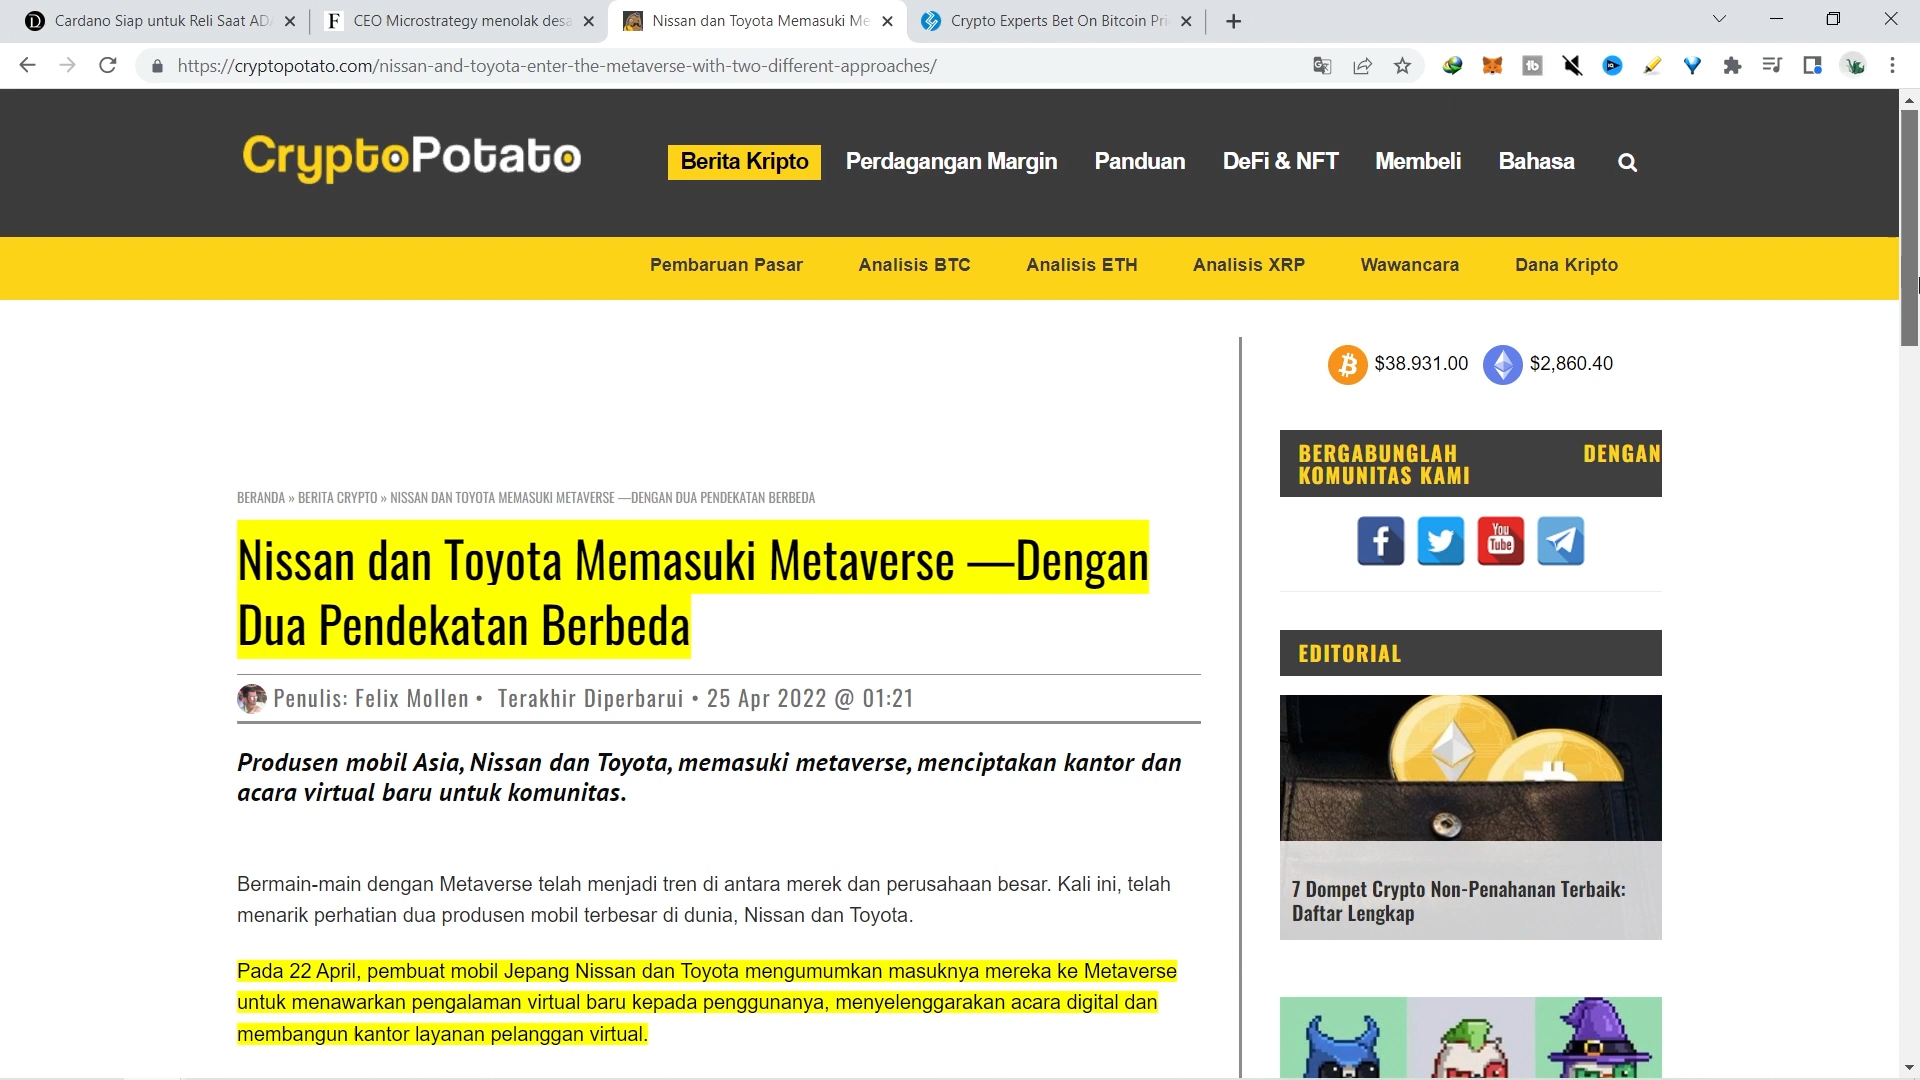 Cardano Siap untuk Reli Saat ADA
CEO Microstrategy menolak desa
Nissan dan Toyota Memasuki Me
Crypto Experts Bet On Bitcoin Pri
https://cryptopotato.com/nissan-and-toyota-enter-the-metaverse-with-two-different-approaches/
CryptoPotato
Berita Kripto
Perdagangan Margin
Panduan
DeFi & NFT
Membeli
Bahasa
Pembaruan Pasar
Analisis BTC
Analisis ETH
Analisis XRP
Wawancara
Dana Kripto
$38.931.00
$2,860.40
BERGABUNGLAH DENGAN
KOMUNITAS KAMI
You
Tube
EDITORIAL
7 Dompet Crypto Non-Penahanan Terbaik:
Daftar Lengkap
BERANDA » BERITA CRYPTO » NISSAN DAN TOYOTA MEMASUKI METAVERSE —DENGAN DUA PENDEKATAN BERBEDA
Nissan dan Toyota Memasuki Metaverse —Dengan
Dua Pendekatan Berbeda
Penulis: Felix Mollen • Terakhir Diperbarui • 25 Apr 2022 @ 01:21
Produsen mobil Asia, Nissan dan Toyota, memasuki metaverse, menciptakan kantor dan
acara virtual baru untuk komunitas.
Bermain-main dengan Metaverse telah menjadi tren di antara merek dan perusahaan besar. Kali ini, telah
menarik perhatian dua produsen mobil terbesar di dunia, Nissan dan Toyota.
Pada 22 April, pembuat mobil Jepang Nissan dan Toyota mengumumkan masuknya mereka ke Metaverse
untuk menawarkan pengalaman virtual baru kepada penggunanya, menyelenggarakan acara digital dan
membangun kantor layanan pelanggan virtual.